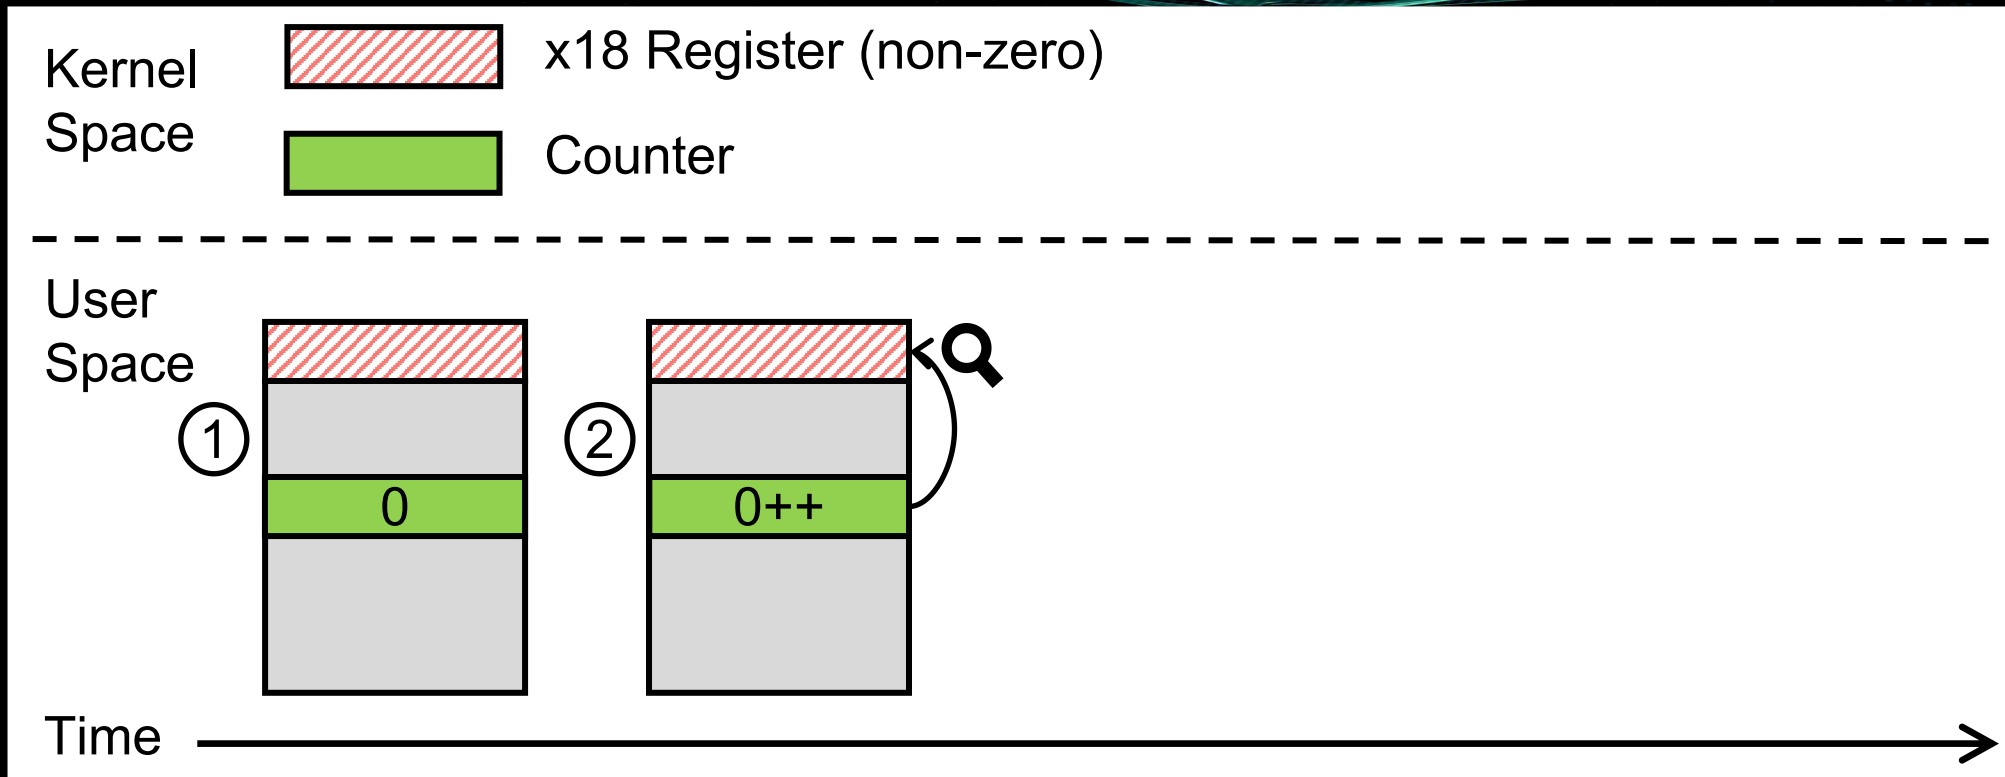 Kernel
Space
x18 Register (non-zero)
Counter
User
Space
1
2
0
0++
Time